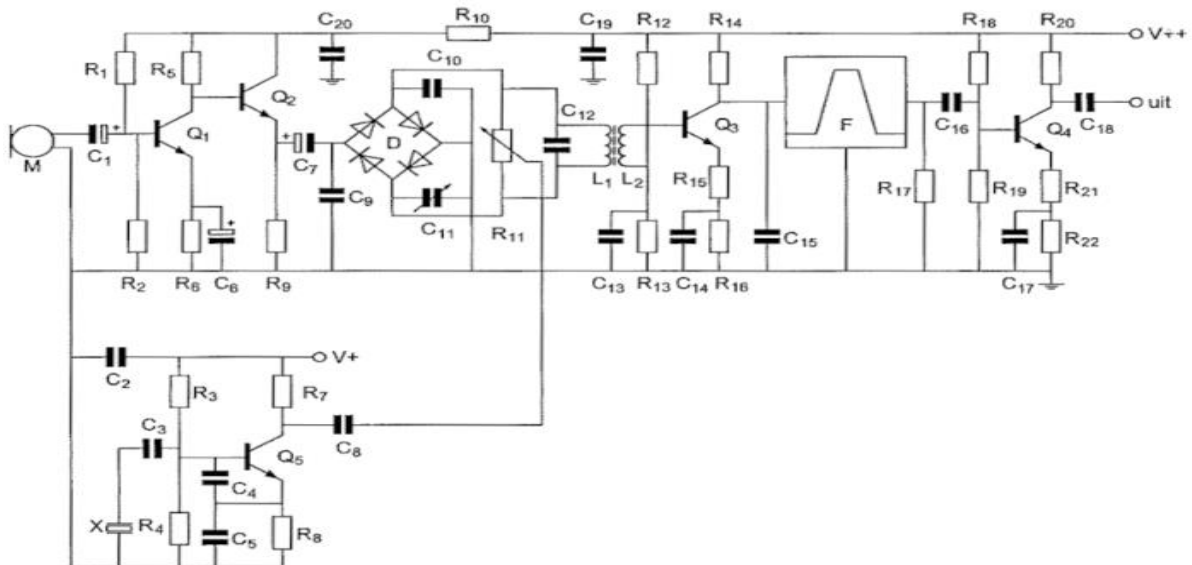 R10
C20 C19 R12 R14 R18 R20
V++
R1 R5 C10
Q2
C12
Q1 Q3 F C16 Q4 C18 uit
M C1 C7 D
L1 L2 R15 R17 R19 R21
C9
C11 R11 C15 R22
R2 R6 C6 R9 C13 R13 C14 R16 C17
V+
C2 R3 R7
C3
C8
Q5
C4
X R4 C5 R8
+
+
+